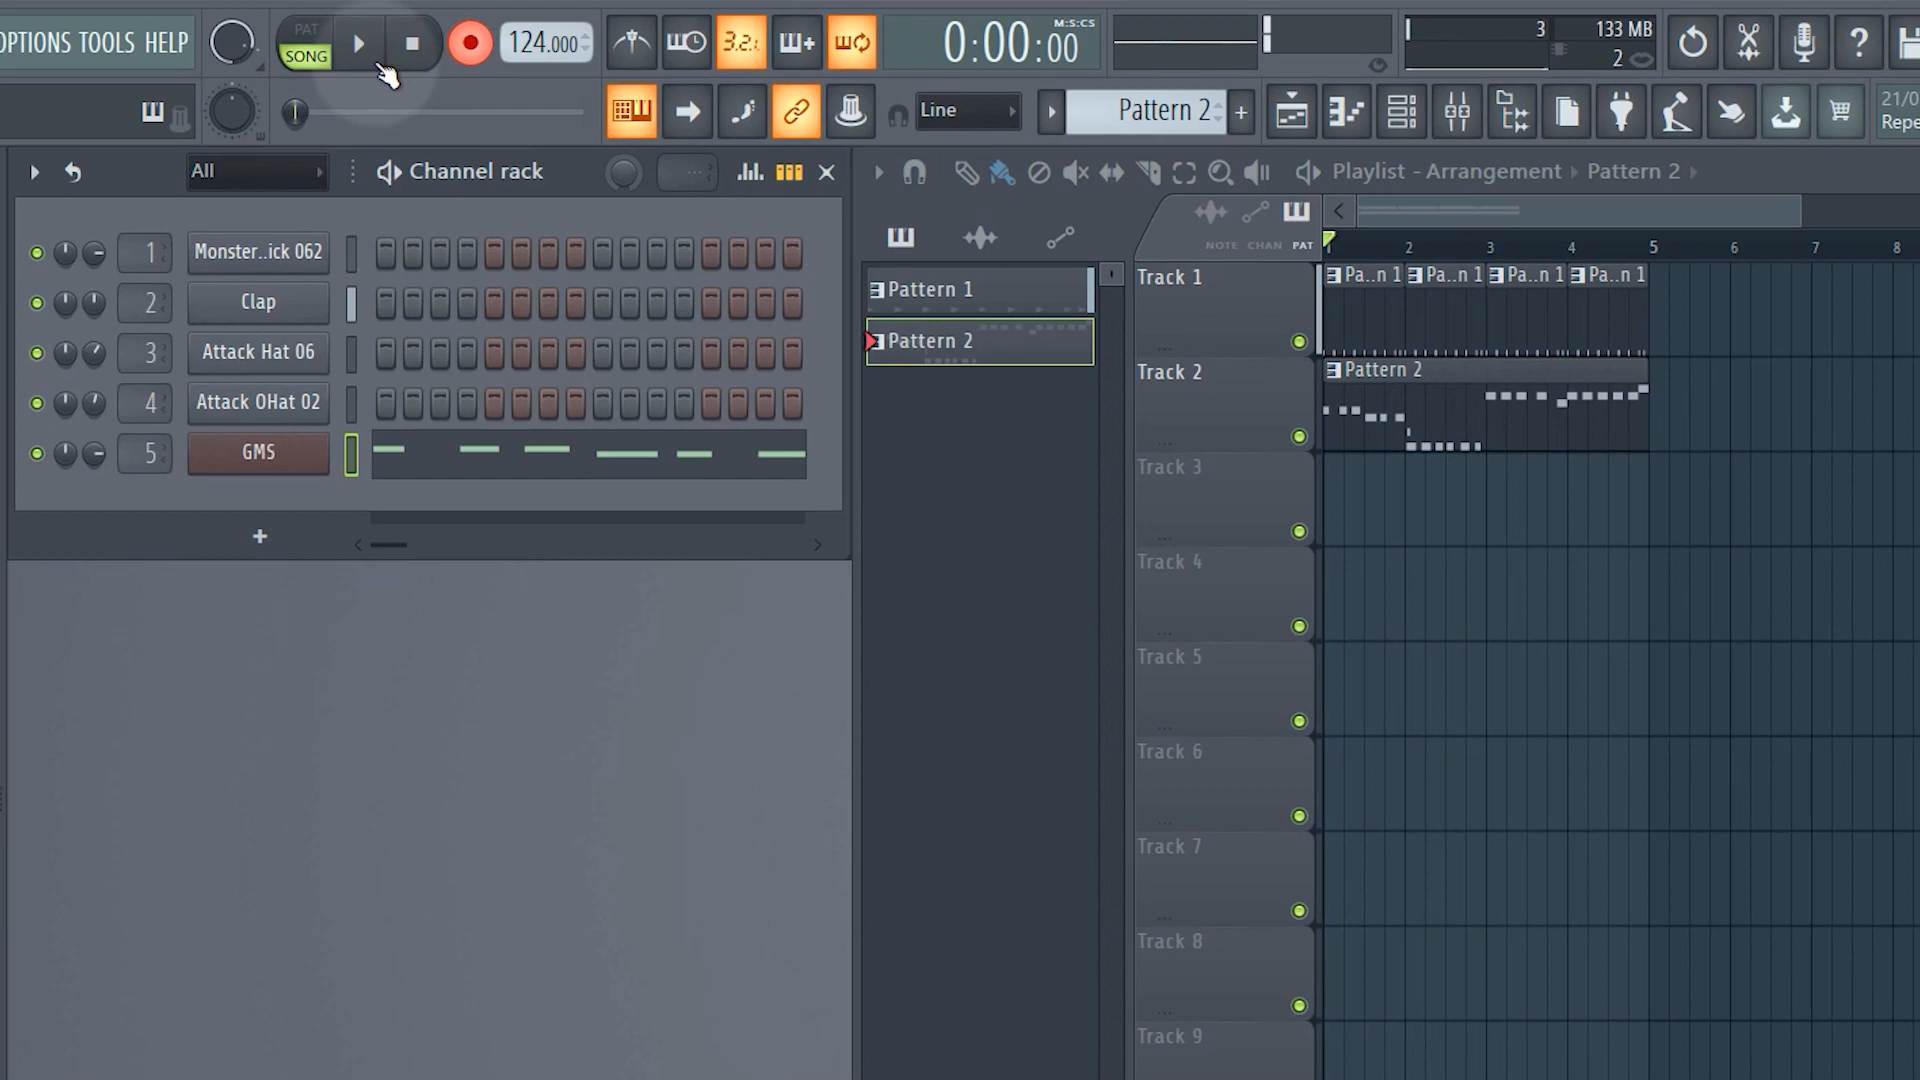 OPTIONS TOOLS HELP
PAT
SONG
124.000
3.2.
0:00:00
M:S:CS
3
133 MB
2
Line
Pattern 2
21/0
Repe
All
Channel rack
Playlist - Arrangement
Pattern 2
NOTE CHAN PAT
1 2 3 4 5 6 7 8
1 Monster..ick 062
2 Clap
3 Attack Hat 06
4 Attack OHat 02
5 GMS
Pattern 1
Pattern 2
Track 1
Pa..n 1 Pa..n 1 Pa..n 1 Pa..n 1
Track 2
Pattern 2
Track 3
Track 4
Track 5
Track 6
Track 7
Track 8
Track 9